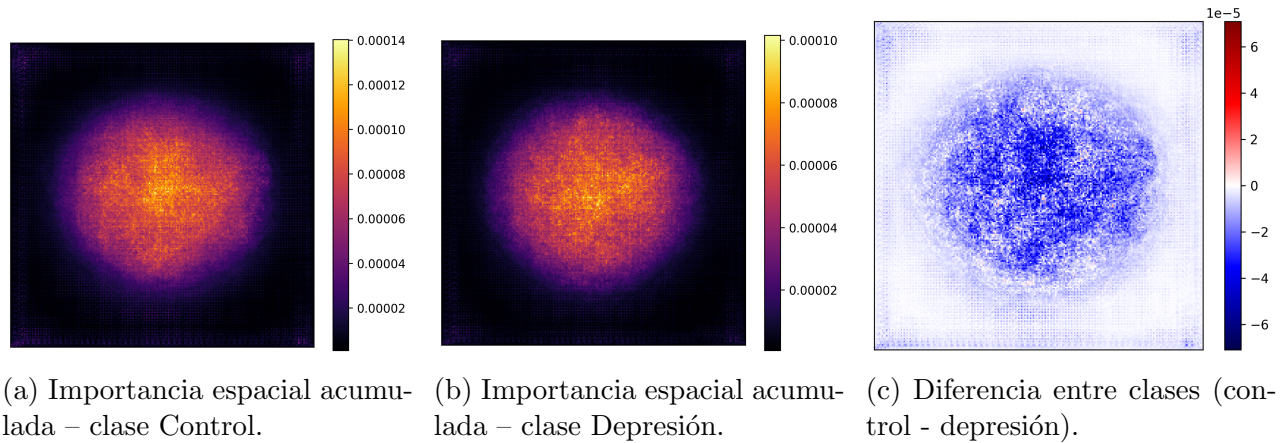 0.00014
0.00012
0.00010
0.00008
0.00006
0.00004
0.00002
0.00010
0.00008
0.00006
0.00004
0.00002
1e−5
6
4
2
0
−2
−4
−6
(a) Importancia espacial acumu-
lada – clase Control.
(b) Importancia espacial acumu-
lada – clase Depresión.
(c) Diferencia entre clases (con-
trol - depresión).